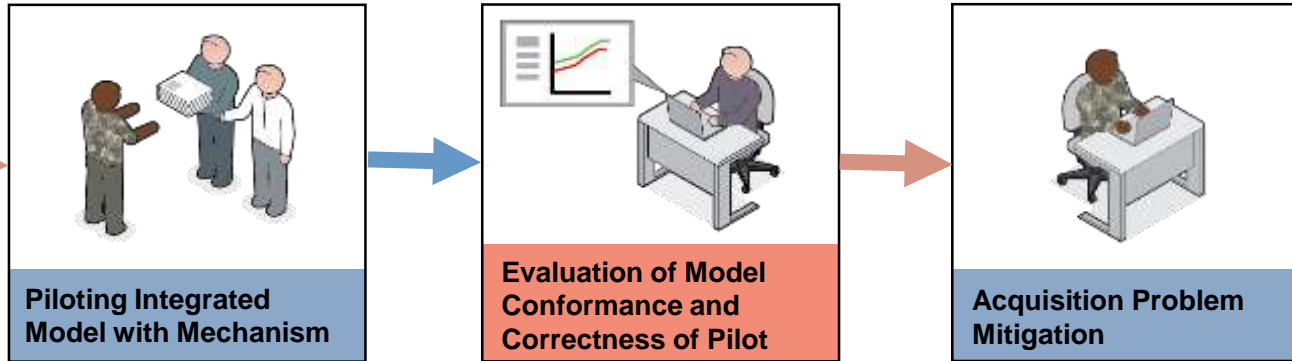 Piloting Integrated
Model with Mechanism
Evaluation of Model
Conformance and
Correctness of Pilot
Acquisition Problem
Mitigation